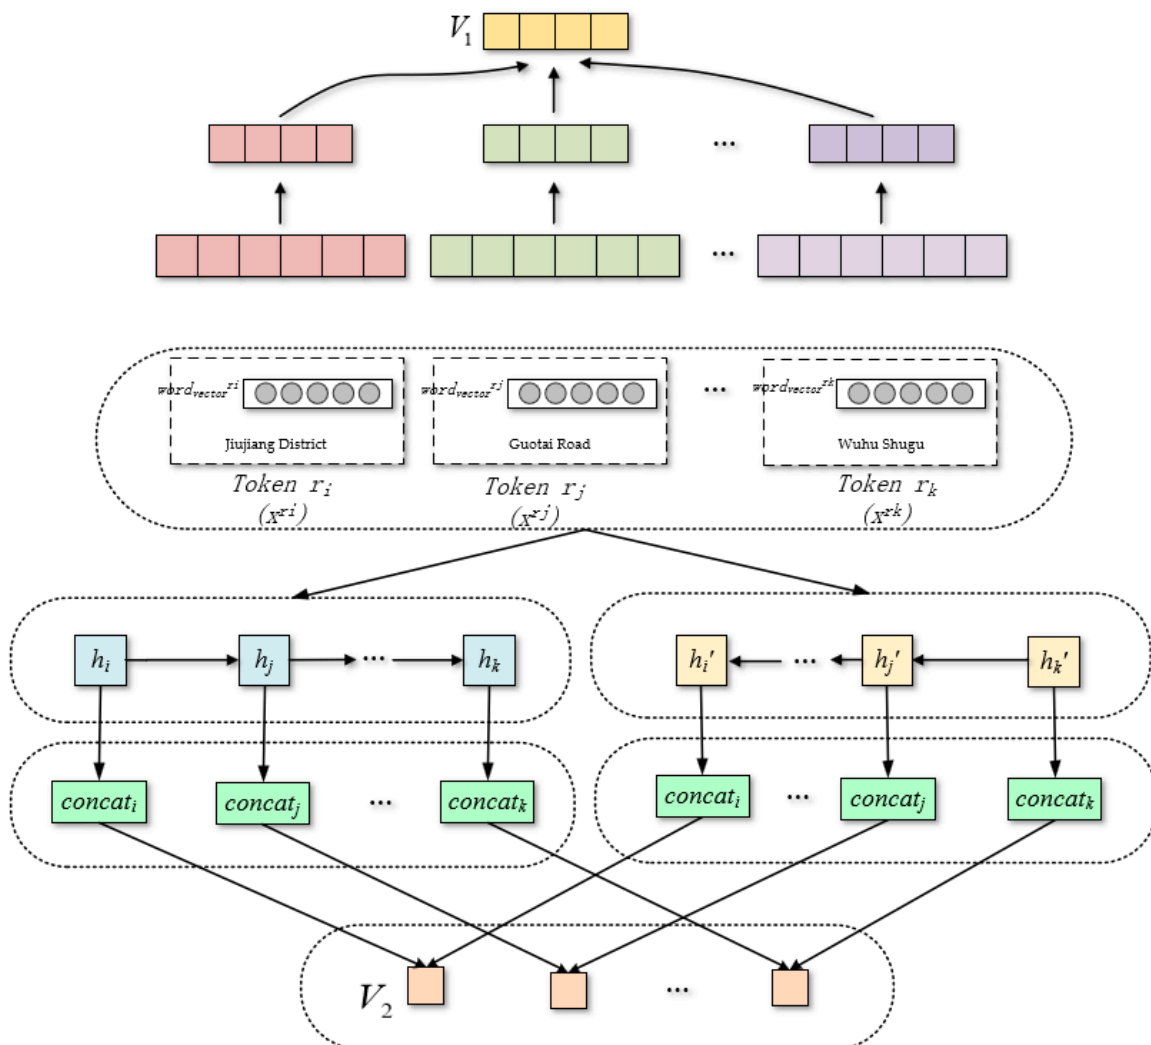 V₁
...
...
word_vector^ri word_vector^rj ... word_vector^rk
Jiujiang District Guotai Road Wuhu Shugu
Token r_i Token r_j Token r_k
(x^ri) (x^rj) (x^rk)
h_i h_j ... h_k h_i' ... h_j' h_k'
concat_i concat_j ... concat_k concat_i ... concat_j concat_k
V₂ ...